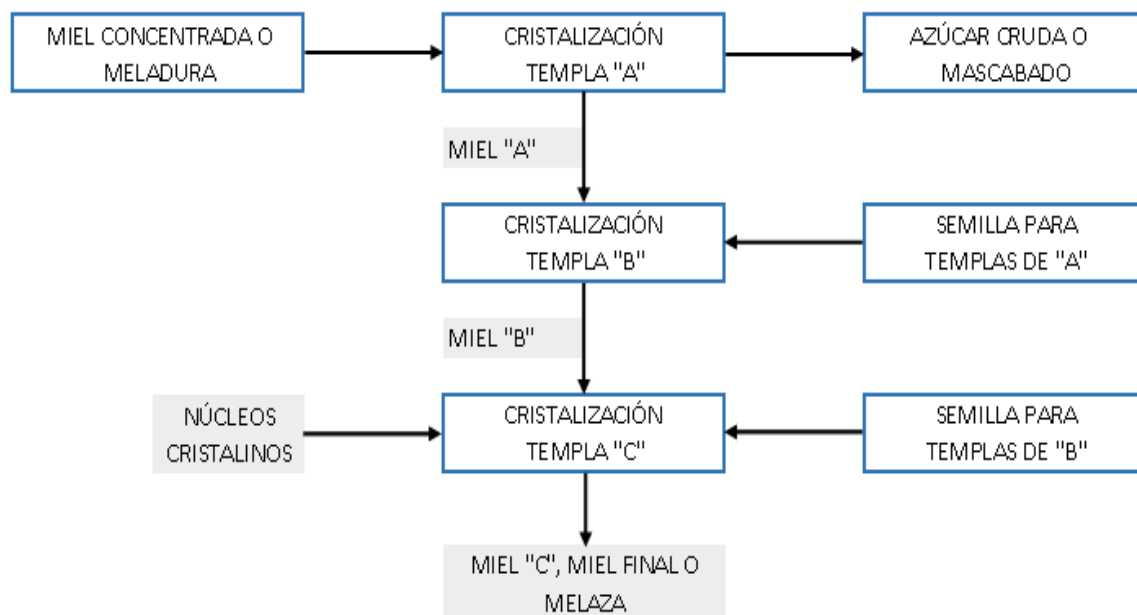 MIEL CONCENTRADA O
MELADURA
CRISTALIZACIÓN
TEMPLA "A"
AZÚCAR CRUDA O
MASCABADO
MIEL "A"
CRISTALIZACIÓN
TEMPLA "B"
SEMILLA PARA
TEMPLAS DE "A"
MIEL "B"
NÚCLEOS
CRISTALINOS
CRISTALIZACIÓN
TEMPLA "C"
SEMILLA PARA
TEMPLAS DE "B"
MIEL "C", MIEL FINAL O
MELAZA